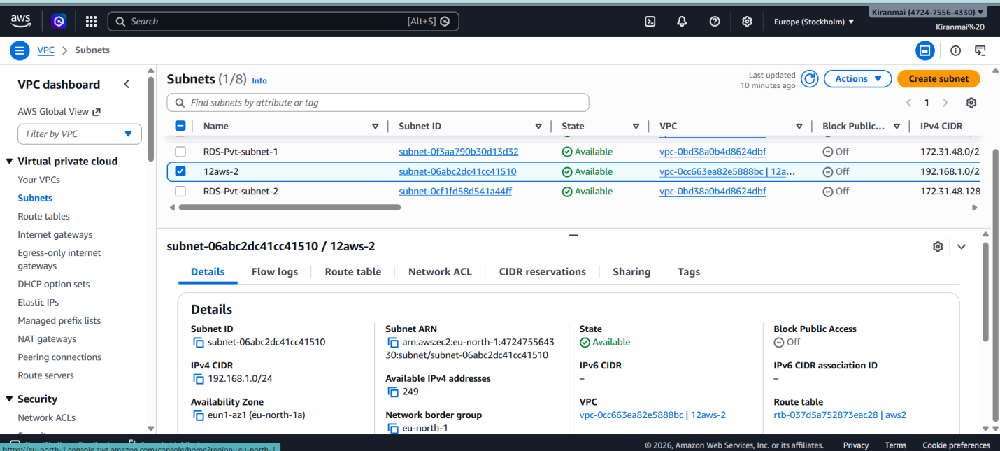 aws
Search
[Alt+S]
Europe (Stockholm) ▼
Kiranmai (4724-7556-4330) ▼
Kiranmai%20
VPC
Subnets
VPC dashboard
AWS Global View
Filter by VPC
Virtual private cloud
Your VPCs
Subnets
Route tables
Internet gateways
Egress-only internet
gateways
DHCP option sets
Elastic IPs
Managed prefix lists
NAT gateways
Peering connections
Route servers
Security
Network ACLs
Subnets (1/8) Info
Last updated
10 minutes ago
Actions ▼
Create subnet
Find subnets by attribute or tag
1
Name Subnet ID State VPC Block Public... IPv4 CIDR
RDS-Pvt-subnet-1 subnet-0f3aa790b30d13d32 Available vpc-0bd38a0b4d8624dbf Off 172.31.48.0/2
12aws-2 subnet-06abc2dc41cc41510 Available vpc-0cc663ea82e5888bc | 12a... Off 192.168.1.0/2
RDS-Pvt-subnet-2 subnet-0cf1fd58d541a44ff Available vpc-0bd38a0b4d8624dbf Off 172.31.48.128
subnet-06abc2dc41cc41510 / 12aws-2
Details Flow logs Route table Network ACL CIDR reservations Sharing Tags
Details
Subnet ID
subnet-06abc2dc41cc41510
IPv4 CIDR
192.168.1.0/24
Availability Zone
eun1-az1 (eu-north-1a)
Subnet ARN
arn:aws:ec2:eu-north-1:4724755643
30:subnet/subnet-06abc2dc41cc41510
Available IPv4 addresses
249
Network border group
eu-north-1
State
Available
IPv6 CIDR
–
VPC
vpc-0cc663ea82e5888bc | 12aws-2
Block Public Access
Off
IPv6 CIDR association ID
–
Route table
rtb-037d5a752873eac28 | aws2
https://eu-north-1.console.aws.amazon.com/console/home?region=eu-north-1
© 2026, Amazon Web Services, Inc. or its affiliates. Privacy Terms Cookie preferences